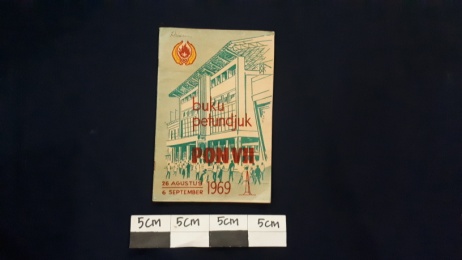 buku
petundjuk
PON VII
26 AGUSTUS
6 SEPTEMBER 1969
5CM 5CM 5CM 5CM